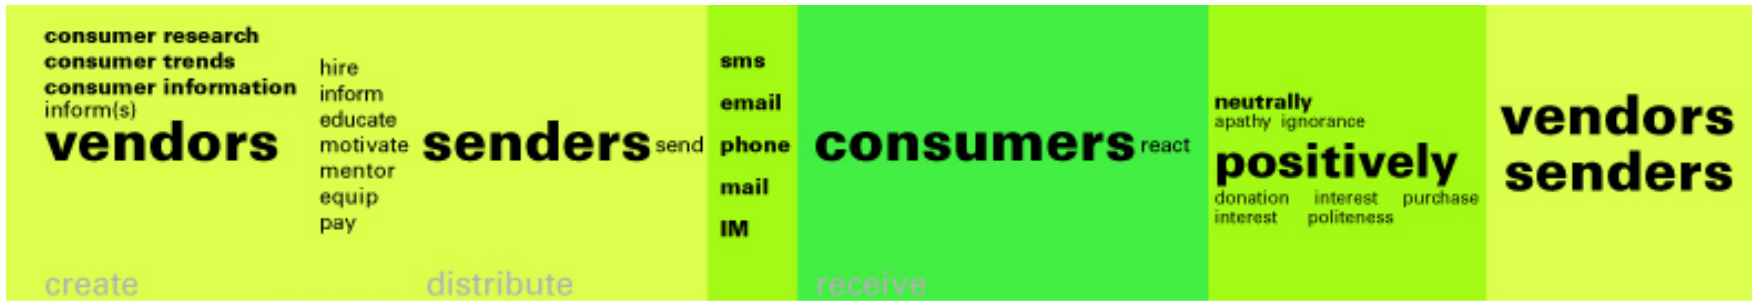 consumer research
consumer trends
consumer information
inform(s)
vendors
hire
inform
educate
motivate
mentor
equip
pay
senders send
sms
email
phone
mail
IM
consumers react
neutrally
apathy ignorance
positively
donation interest purchase
interest politeness
vendors
senders
create
distribute
receive